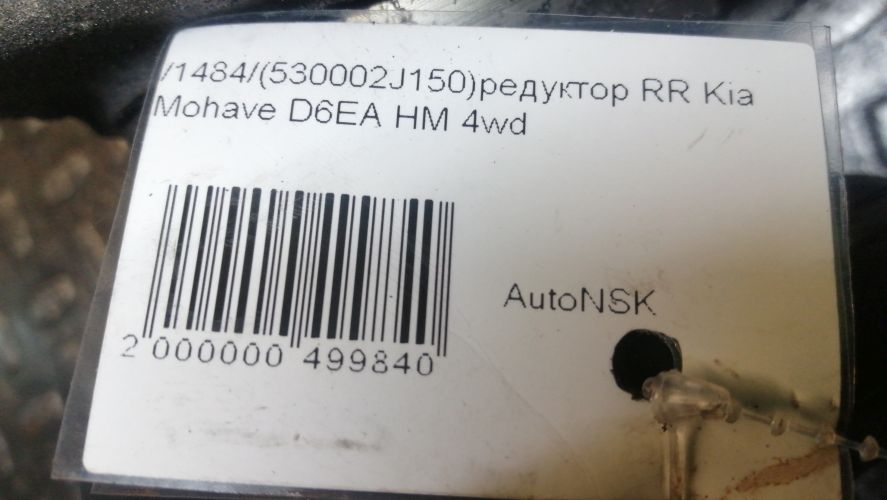 /1484/(530002J150)редуктор RR Kia
Mohave D6EA HM 4wd
AutoNSK
2 000000 499840